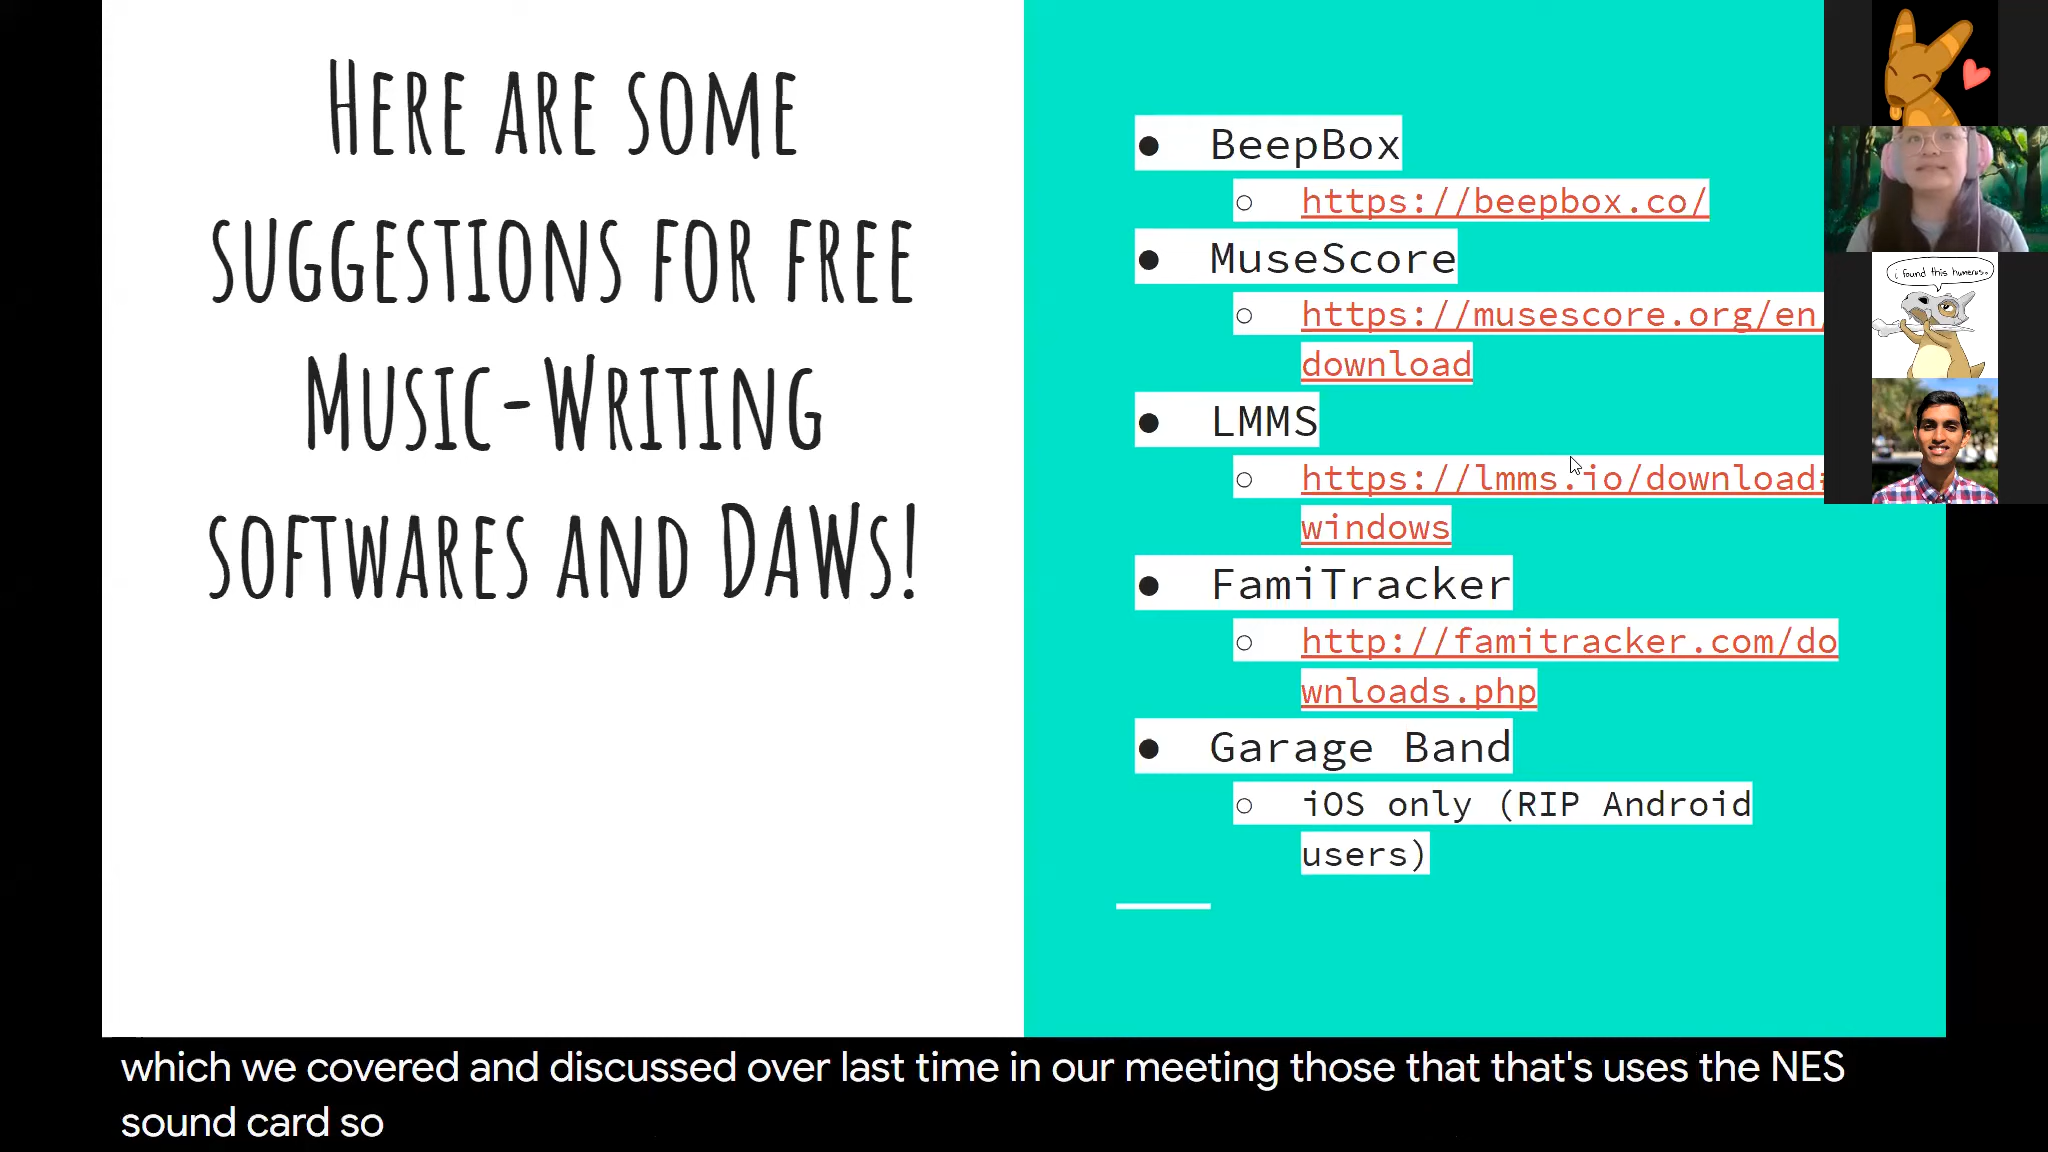 Here are some
suggestions for free
Music-Writing
softwares and DAWs!
● BeepBox
○ https://beepbox.co/
● MuseScore
○ https://musescore.org/en/
download
● LMMS
○ https://lmms.io/download#
windows
● FamiTracker
○ http://famitracker.com/do
wnloads.php
● Garage Band
○ iOS only (RIP Android
users)
i found this humerus.
which we covered and discussed over last time in our meeting those that that's uses the NES
sound card so